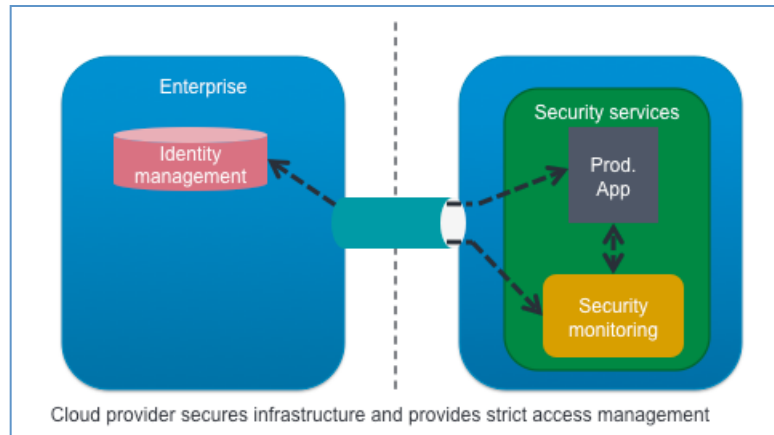 Enterprise
Identity
management
Security services
Prod.
App
Security
monitoring
Cloud provider secures infrastructure and provides strict access management